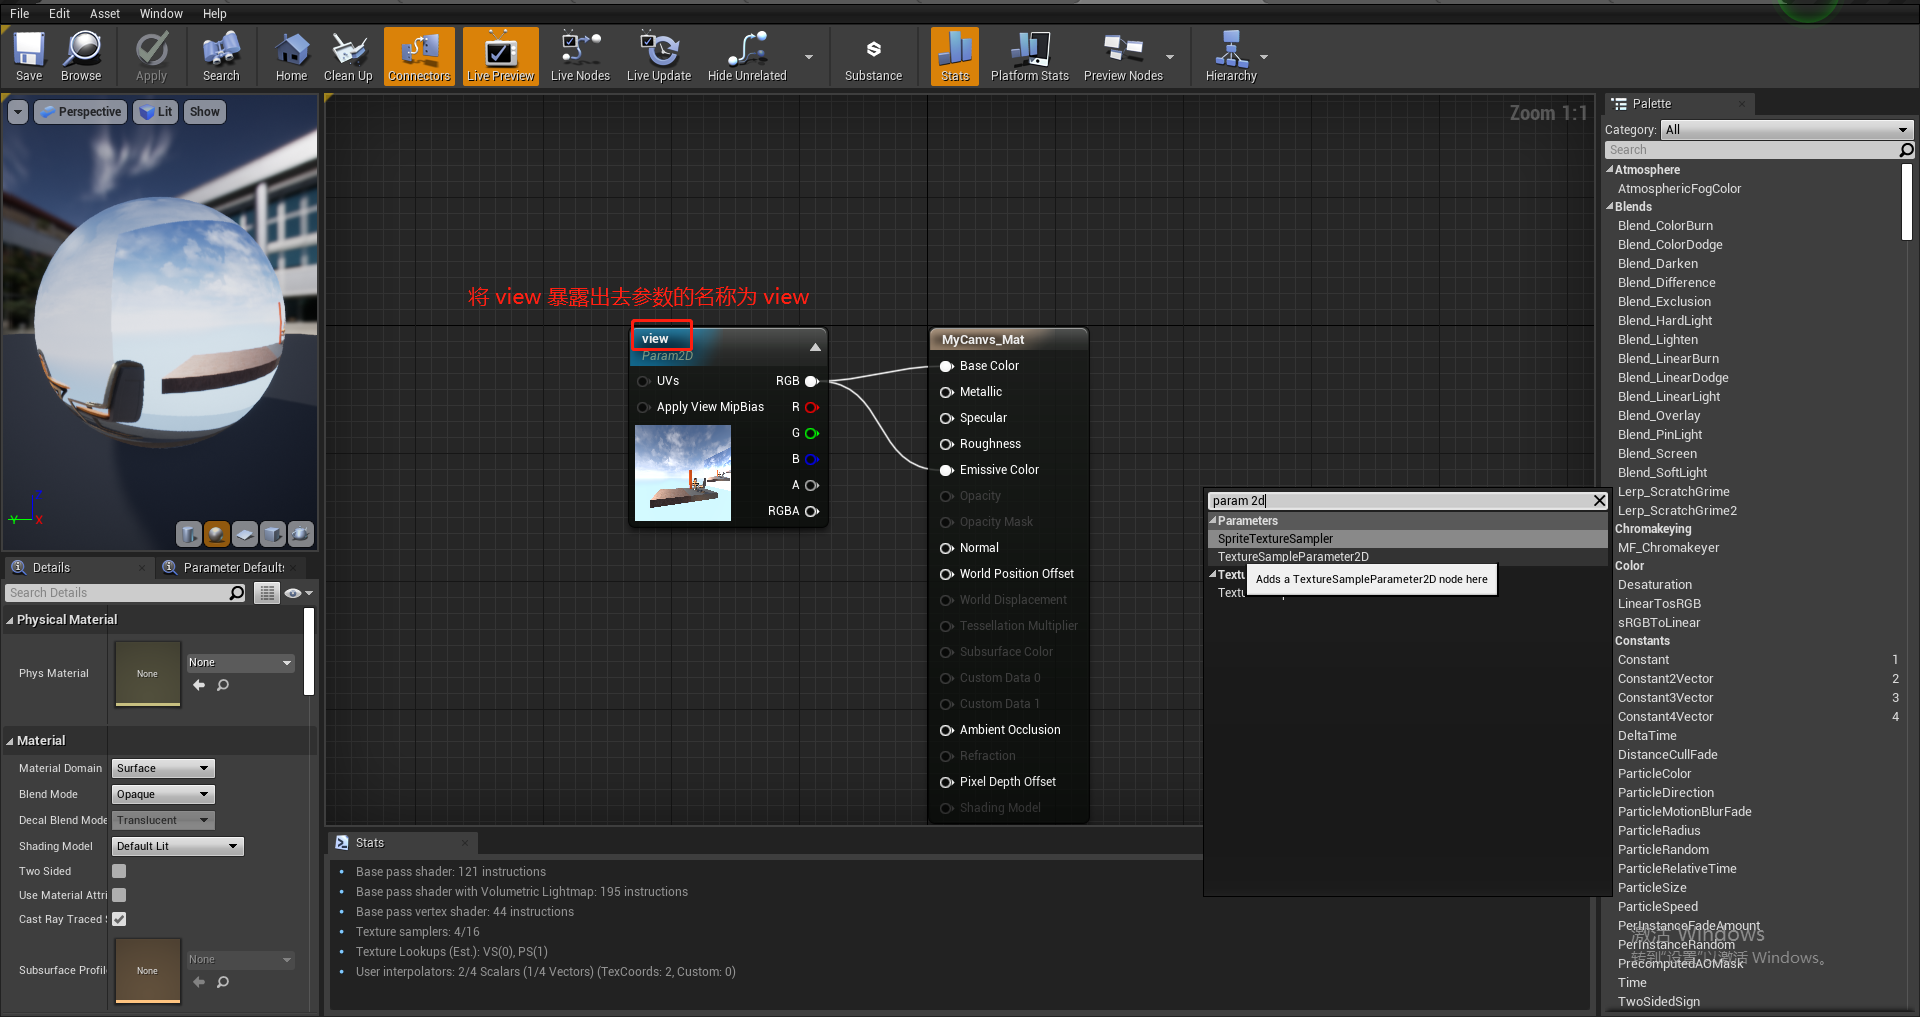 File Edit Asset Window Help
Save Browse Apply Search Home Clean Up Connectors Live Preview Live Nodes Live Update Hide Unrelated Substance Stats Platform Stats Preview Nodes Hierarchy
Perspective Lit Show
Zoom 1:1
将 view 暴露出去参数的名称为 view
view
Param2D
UVs RGB
Apply View MipBias R
G
B
A
RGBA
MyCanvs_Mat
Base Color
Metallic
Specular
Roughness
Emissive Color
Opacity
Opacity Mask
Normal
World Position Offset
World Displacement
Tessellation Multiplier
Subsurface Color
Custom Data 0
Custom Data 1
Ambient Occlusion
Refraction
Pixel Depth Offset
Shading Model
param 2d
Parameters
SpriteTextureSampler
TextureSampleParameter2D
Textu
Adds a TextureSampleParameter2D node here
Textu
Z
Y X
Details Parameter Defaults
Search Details
Physical Material
Phys Material None None
Material
Material Domain Surface
Blend Mode Opaque
Decal Blend Mode Translucent
Shading Model Default Lit
Two Sided
Use Material Attri
Cast Ray Traced S
Subsurface Profil None None
Stats
Base pass shader: 121 instructions
Base pass shader with Volumetric Lightmap: 195 instructions
Base pass vertex shader: 44 instructions
Texture samplers: 4/16
Texture Lookups (Est.): VS(0), PS(1)
User interpolators: 2/4 Scalars (1/4 Vectors) (TexCoords: 2, Custom: 0)
Palette
Category: All
Search
Atmosphere
AtmosphericFogColor
Blends
Blend_ColorBurn
Blend_ColorDodge
Blend_Darken
Blend_Difference
Blend_Exclusion
Blend_HardLight
Blend_Lighten
Blend_LinearBurn
Blend_LinearDodge
Blend_LinearLight
Blend_Overlay
Blend_PinLight
Blend_Screen
Blend_SoftLight
Lerp_ScratchGrime
Lerp_ScratchGrime2
Chromakeying
MF_Chromakeyer
Color
Desaturation
LinearTosRGB
sRGBToLinear
Constants
Constant 1
Constant2Vector 2
Constant3Vector 3
Constant4Vector 4
DeltaTime
DistanceCullFade
ParticleColor
ParticleDirection
ParticleMotionBlurFade
ParticleRadius
ParticleRandom
ParticleRelativeTime
ParticleSize
ParticleSpeed
PerInstanceFadeAmount
激活 Windows
PerInstanceRandom
转到"设置"以激活 Windows。
PrecomputedAOMask
Time
TwoSidedSign